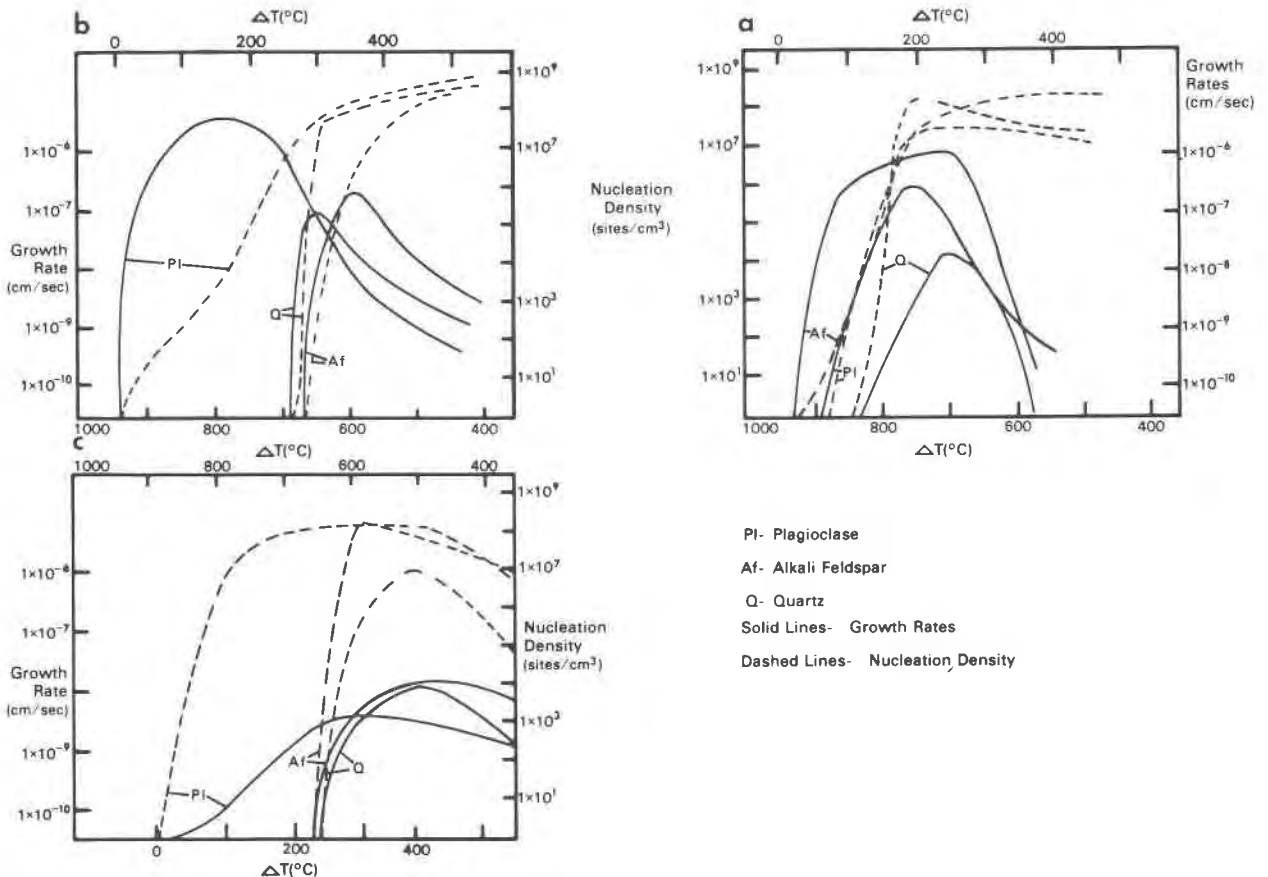 b
ΔT(°C)
0
200
400
1×10⁻⁶
1×10⁻⁷
Growth
Rate
(cm/sec)
1×10⁻⁹
1×10⁻¹⁰
Pl
Q
Af
1×10⁹
1×10⁷
1×10³
1×10¹
Nucleation
Density
(sites/cm³)
1000
800
600
400
a
ΔT(°C)
0
200
400
1×10⁹
1×10⁷
1×10³
1×10¹
Af
Pl
Q
Growth
Rates
(cm/sec)
1×10⁻⁶
1×10⁻⁷
1×10⁻⁸
1×10⁻⁹
1×10⁻¹⁰
1000
800
600
400
ΔT(°C)
c
ΔT(°C)
1000
800
600
400
1×10⁻⁶
1×10⁻⁷
Growth
Rate
(cm/sec)
1×10⁻⁹
1×10⁻¹⁰
Pl
Af
Q
1×10⁹
1×10⁷
Nucleation
Density
(sites/cm³)
1×10³
1×10¹
0
200
400
ΔT(°C)
Pl- Plagioclase
Af- Alkali Feldspar
Q- Quartz
Solid Lines- Growth Rates
Dashed Lines- Nucleation Density